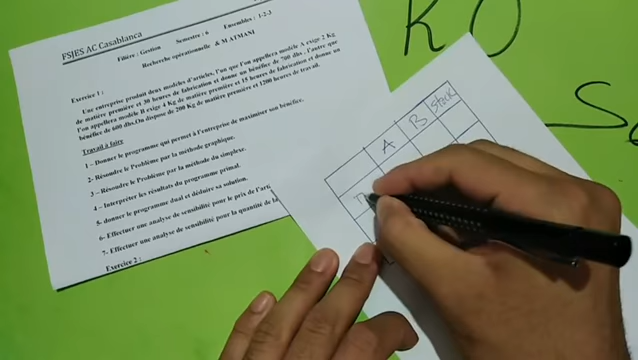 FSJES AC Casablanca
Filière : Gestion Semestres : 6 Ensembles : 1-2-3
Recherche opérationnelle & M ATMANI
Exercice 1 :
Une entreprise produit deux modèles d'articles, l'un que l'on appellera modèle A exige 2 Kg
de matière première et 30 heures de fabrication et donne un bénéfice de 700 dhs, l'autre que
l'on appellera modèle B exige 4 Kg de matière première et 15 heures de fabrication et donne un
bénéfice de 600 dhs. On dispose de 200 Kg de matière première et 1200 heures de travail.
Travail à faire
1 – Donner le programme qui permet à l'entreprise de maximiser son bénéfice.
2- Résoudre le Problème par la méthode graphique.
3 – Résoudre le Problème par la méthode du simplexe.
4 – Interpréter les résultats du programme primal.
5- donner le programme dual et déduire sa solution.
6- Effectuer une analyse de sensibilité pour le prix de l'arti
7- Effectuer une analyse de sensibilité pour la quantité de la
Exercice 2 :
A B Stock
RO